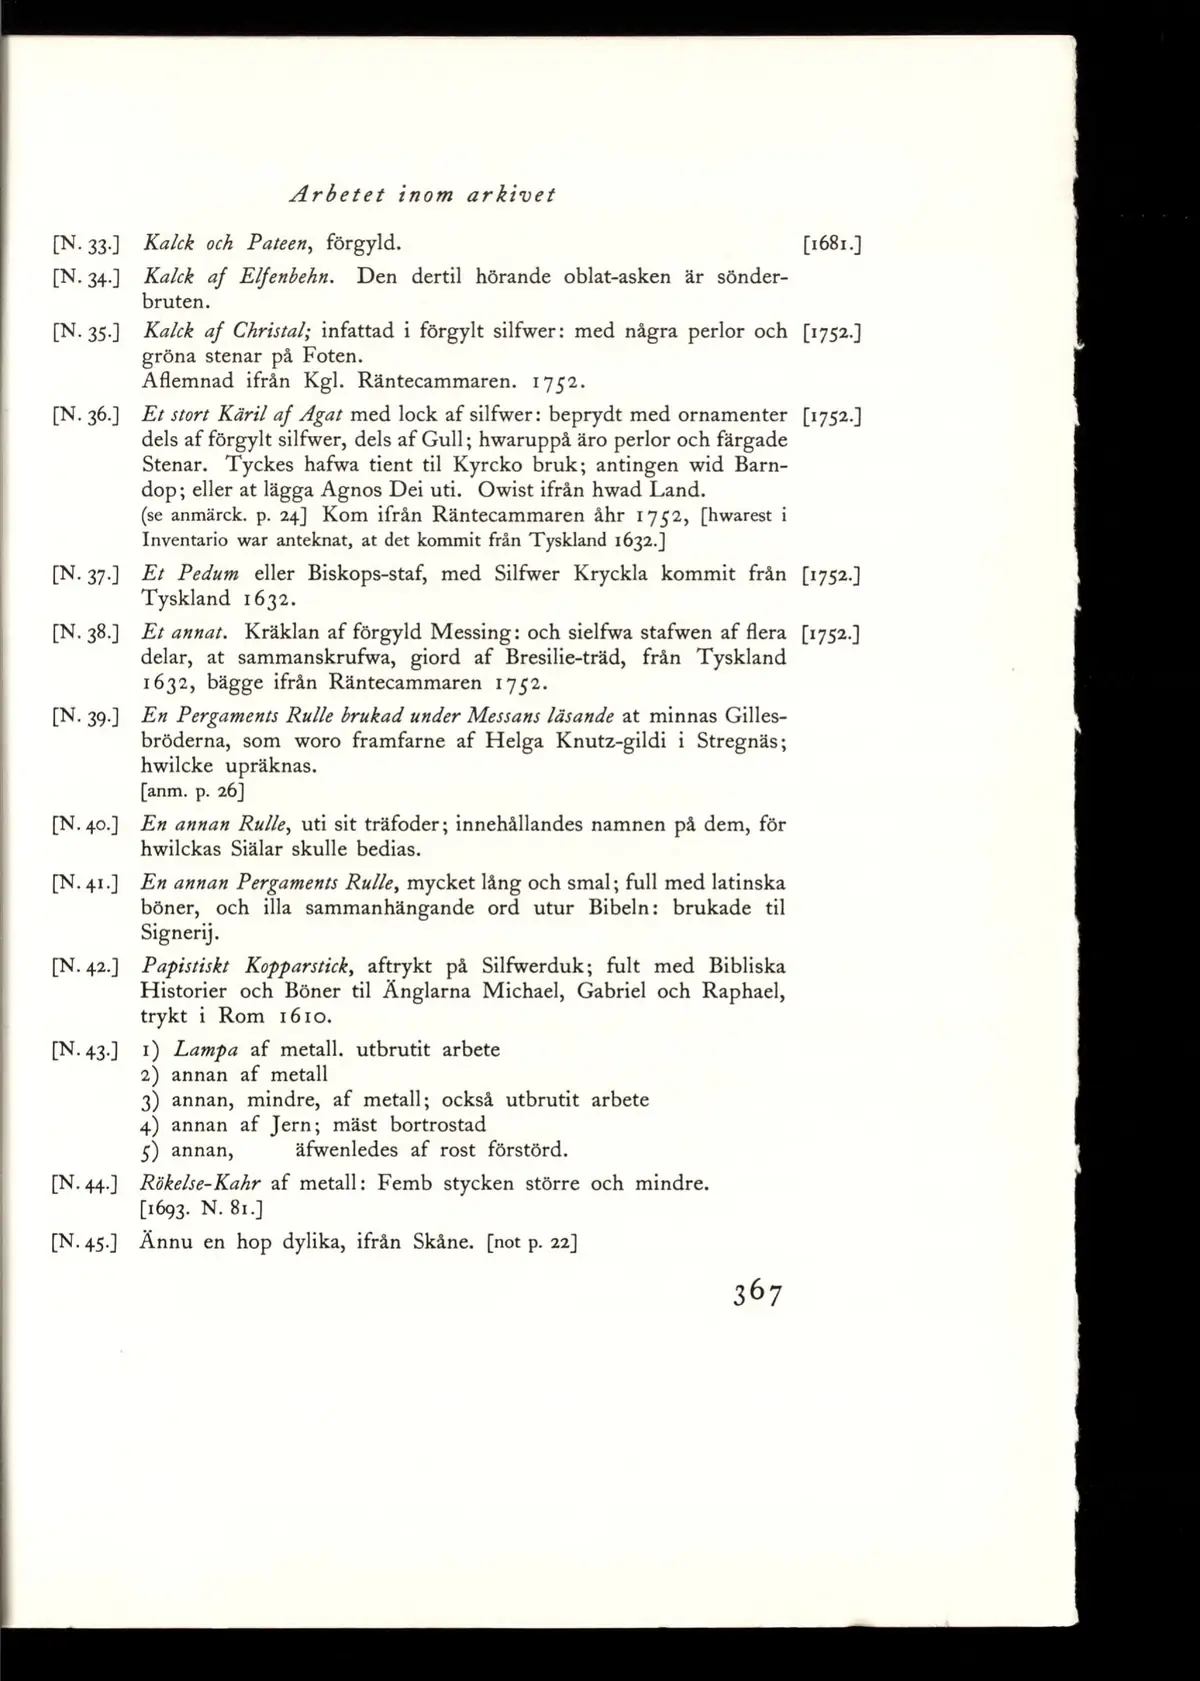 Arbetet inom arkivet
[N. 33.] Kalck och Pateen, förgyld. [1681.]
[N. 34.] Kalck af Elfenbehn. Den dertil hörande oblat-asken är sönder-
bruten.
[N. 35.] Kalck af Christal; infattad i förgylt silfwer: med några perlor och [1752.]
gröna stenar på Foten.
Aflemnad ifrån Kgl. Räntecammaren. 1752.
[N. 36.] Et stort Käril af Agat med lock af silfwer: beprydt med ornamenter [1752.]
dels af förgylt silfwer, dels af Gull; hwaruppå äro perlor och färgade
Stenar. Tyckes hafwa tient til Kyrcko bruk; antingen wid Barn-
dop; eller at lägga Agnos Dei uti. Owist ifrån hwad Land.
(se anmärck. p. 24] Kom ifrån Räntecammaren åhr 1752, [hwarest i
Inventario war anteknat, at det kommit från Tyskland 1632.]
[N. 37.] Et Pedum eller Biskops-staf, med Silfwer Kryckla kommit från [1752.]
Tyskland 1632.
[N. 38.] Et annat. Kräklan af förgyld Messing: och sielfwa stafwen af flera [1752.]
delar, at sammanskrufwa, giord af Bresilie-träd, från Tyskland
1632, bägge ifrån Räntecammaren 1752.
[N. 39.] En Pergaments Rulle brukad under Messans läsande at minnas Gilles-
bröderna, som woro framfarne af Helga Knutz-gildi i Stregnäs;
hwilcke upräknas.
[anm. p. 26]
[N. 40.] En annan Rulle, uti sit träfoder; innehållandes namnen på dem, för
hwilckas Siälar skulle bedias.
[N. 41.] En annan Pergaments Rulle, mycket lång och smal; full med latinska
böner, och illa sammanhängande ord utur Bibeln: brukade til
Signerij.
[N. 42.] Papistiskt Kopparstick, aftrykt på Silfwerduk; fult med Bibliska
Historier och Böner til Änglarna Michael, Gabriel och Raphael,
trykt i Rom 1610.
[N. 43.] 1) Lampa af metall. utbrutit arbete
2) annan af metall
3) annan, mindre, af metall; också utbrutit arbete
4) annan af Jern; mäst bortrostad
5) annan, äfwenledes af rost förstörd.
[N. 44.] Rökelse-Kahr af metall: Femb stycken större och mindre.
[1693. N. 81.]
[N. 45.] Ännu en hop dylika, ifrån Skåne. [not p. 22]
367